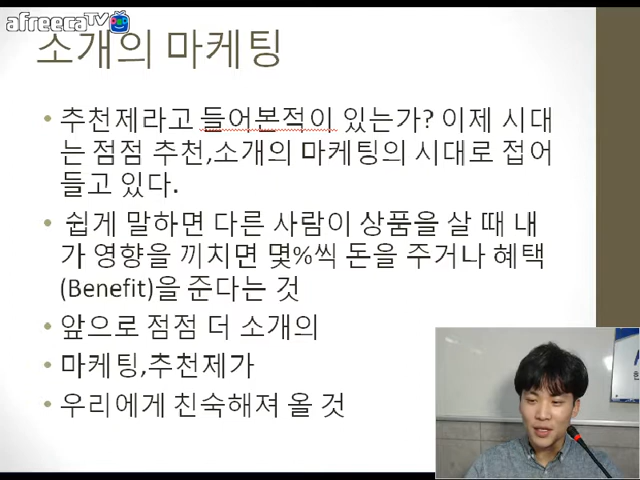 afreecaTV
소개의 마케팅
• 추천제라고 들어본적이 있는가? 이제 시대
는 점점 추천,소개의 마케팅의 시대로 접어
들고 있다.
• 쉽게 말하면 다른 사람이 상품을 살 때 내
가 영향을 끼치면 몇%씩 돈을 주거나 혜택
(Benefit)을 준다는 것
• 앞으로 점점 더 소개의
• 마케팅,추천제가
• 우리에게 친숙해져 올 것